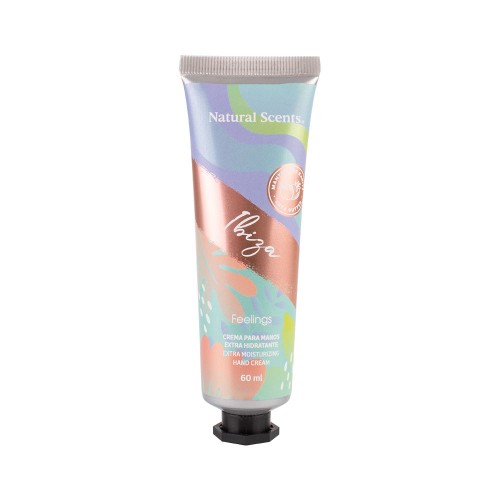 Natural Scents.
Ibiza
Feelings
CREMA PARA MANOS
EXTRA HIDRATANTE
EXTRA MOISTURIZING
HAND CREAM
60 ml